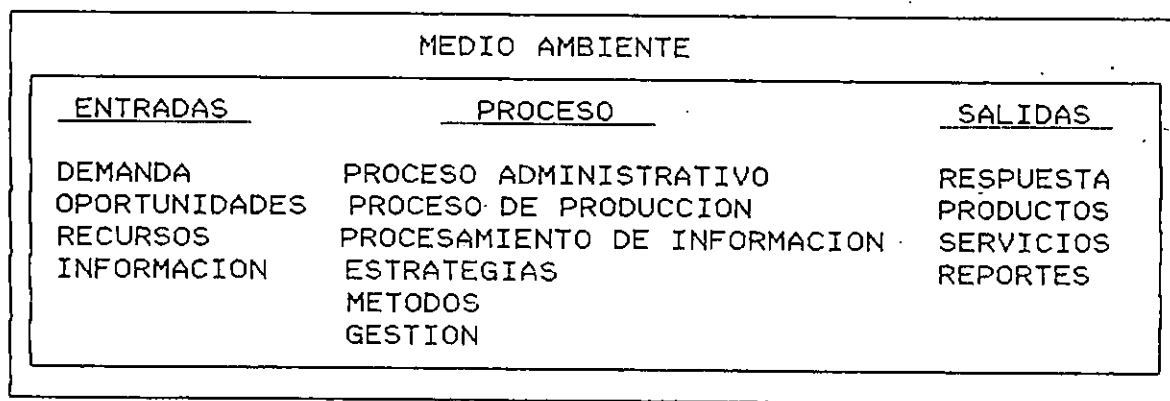 MEDIO AMBIENTE
ENTRADAS PROCESO SALIDAS
DEMANDA PROCESO ADMINISTRATIVO RESPUESTA
OPORTUNIDADES PROCESO DE PRODUCCION PRODUCTOS
RECURSOS PROCESAMIENTO DE INFORMACION SERVICIOS
INFORMACION ESTRATEGIAS REPORTES
METODOS
GESTION